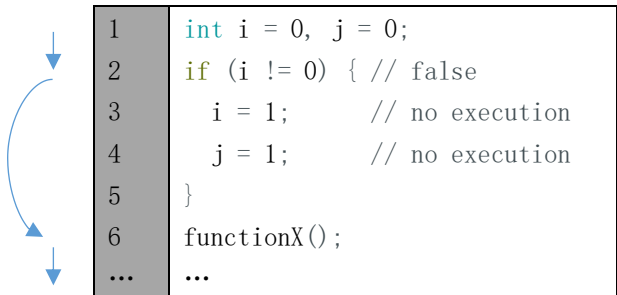 1 int i = 0, j = 0;
2 if (i != 0) { // false
3 i = 1; // no execution
4 j = 1; // no execution
5 }
6 functionX();
… …